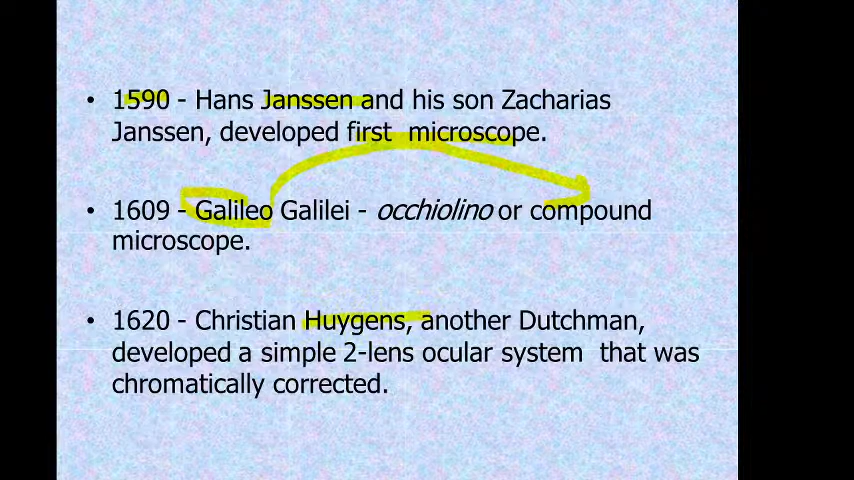 • 1590 - Hans Janssen and his son Zacharias
Janssen, developed first  microscope.
• 1609 - Galileo Galilei - occhiolino or compound
microscope.
• 1620 - Christian Huygens, another Dutchman,
developed a simple 2-lens ocular system  that was
chromatically corrected.